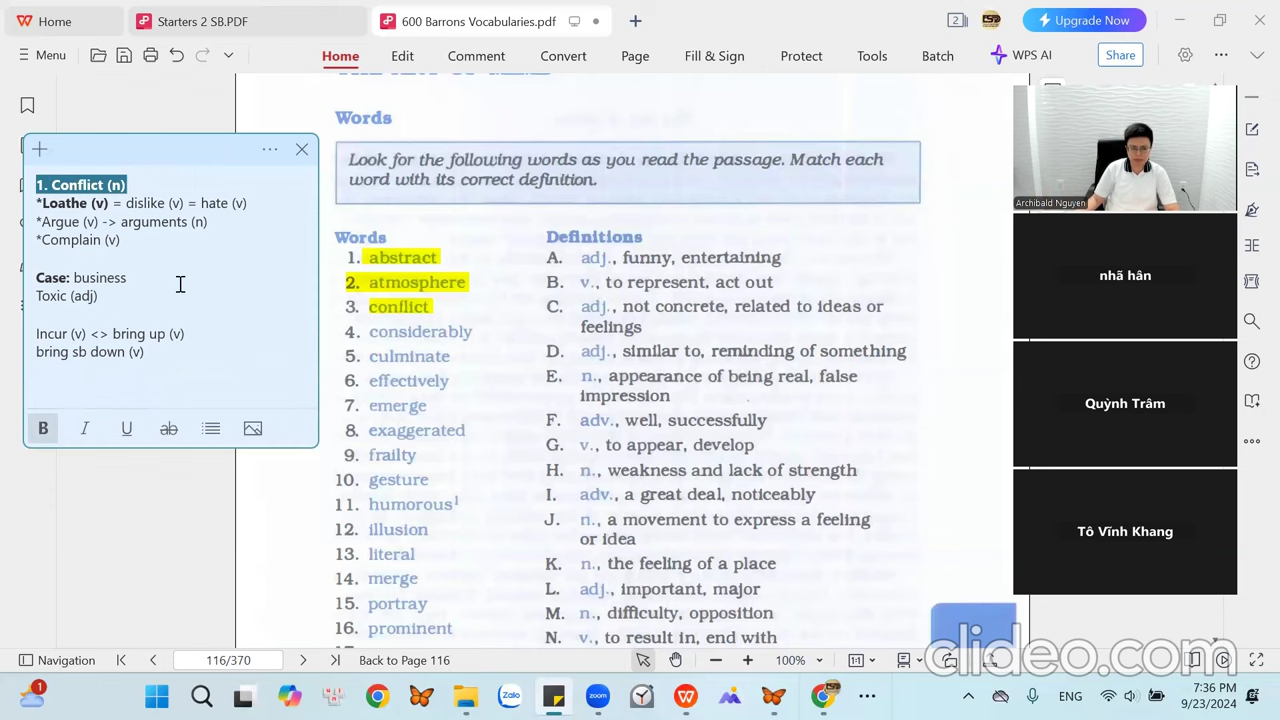 Home
Starters 2 SB.PDF
600 Barrons Vocabularies.pdf
2
Upgrade Now
Menu
Home
Edit
Comment
Convert
Page
Fill & Sign
Protect
Tools
Batch
WPS AI
Share
Words
Look for the following words as you read the passage. Match each
word with its correct definition.
1. Conflict (n)
*Loathe (v) = dislike (v) = hate (v)
*Argue (v) -> arguments (n)
*Complain (v)
Case: business
Toxic (adj)
Incur (v) <> bring up (v)
bring sb down (v)
B I U ab
Words
1. abstract
2. atmosphere
3. conflict
4. considerably
5. culminate
6. effectively
7. emerge
8. exaggerated
9. frailty
10. gesture
11. humorous1
12. illusion
13. literal
14. merge
15. portray
16. prominent
Definitions
A. adj., funny, entertaining
B. v., to represent, act out
C. adj., not concrete, related to ideas or
feelings
D. adj., similar to, reminding of something
E. n., appearance of being real, false
impression
F. adv., well, successfully
G. v., to appear, develop
H. n., weakness and lack of strength
I. adv., a great deal, noticeably
J. n., a movement to express a feeling
or idea
K. n., the feeling of a place
L. adj., important, major
M. n., difficulty, opposition
N. v., to result in, end with
Archibald Nguyen
nhã hân
Quỳnh Trâm
Tô Vĩnh Khang
clideo.com
Navigation
116/370
Back to Page 116
100%
1:1
1
Zalo
zoom
ENG
7:36 PM
9/23/2024